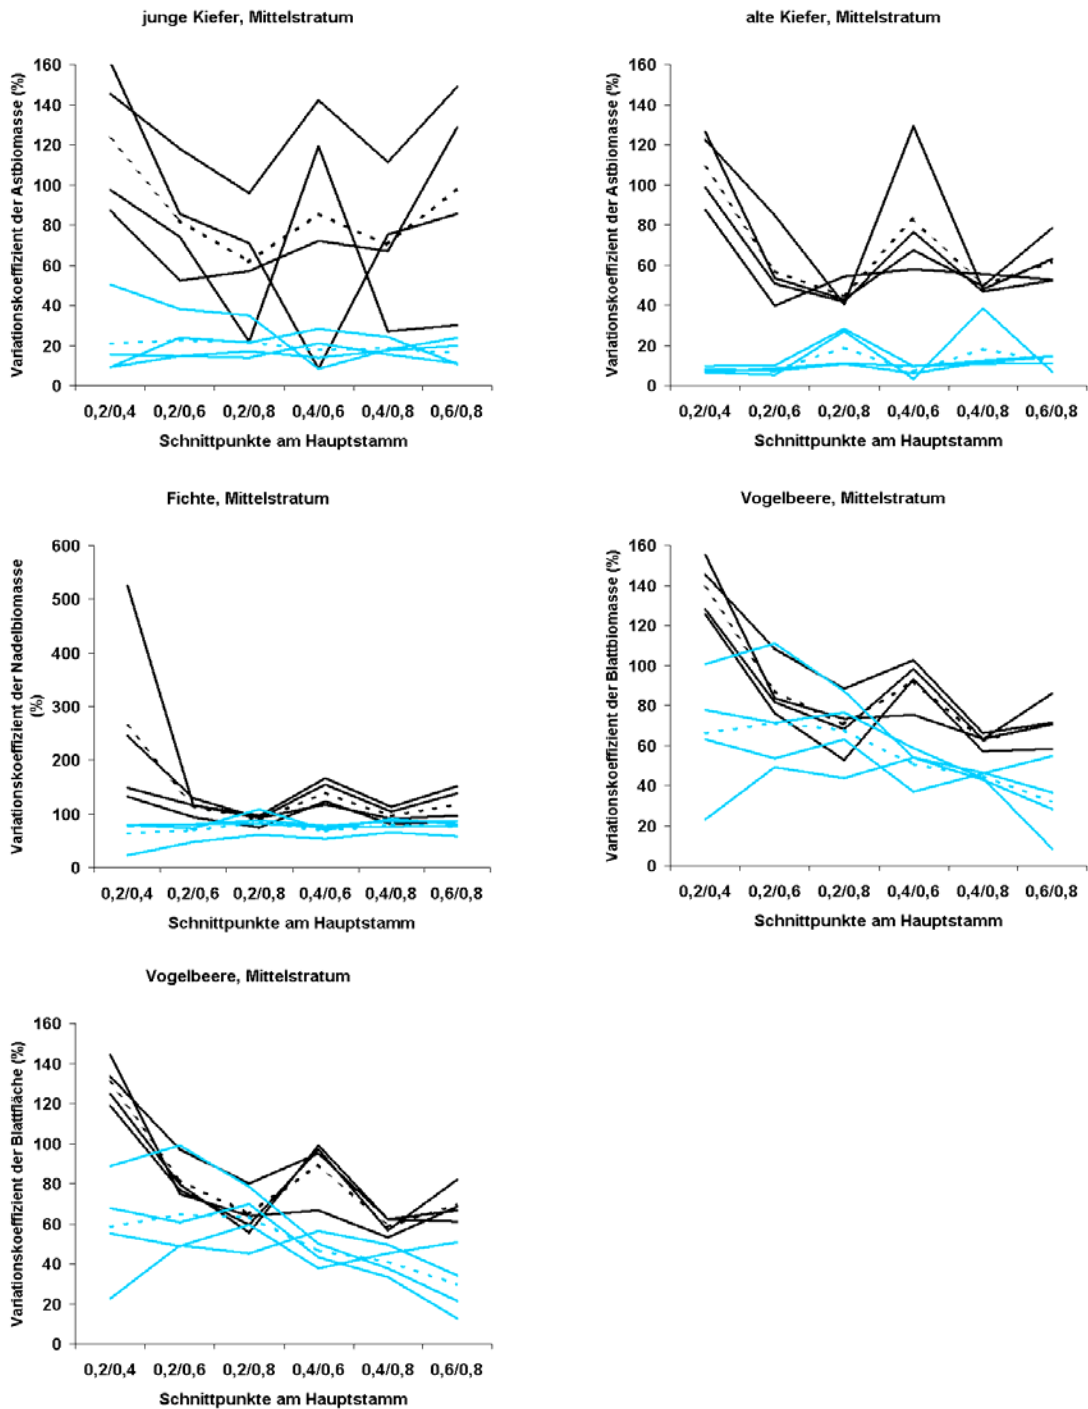 junge Kiefer, Mittelstratum
Variationskoeffizient der Astbiomasse (%)
160
140
120
100
80
60
40
20
0
0,2/0,4 0,2/0,6 0,2/0,8 0,4/0,6 0,4/0,8 0,6/0,8
Schnittpunkte am Hauptstamm
alte Kiefer, Mittelstratum
Variationskoeffizient der Astbiomasse (%)
160
140
120
100
80
60
40
20
0
0,2/0,4 0,2/0,6 0,2/0,8 0,4/0,6 0,4/0,8 0,6/0,8
Schnittpunkte am Hauptstamm
Fichte, Mittelstratum
Variationskoeffizient der Nadelbiomasse
(%)
600
500
400
300
200
100
0
0,2/0,4 0,2/0,6 0,2/0,8 0,4/0,6 0,4/0,8 0,6/0,8
Schnittpunkte am Hauptstamm
Vogelbeere, Mittelstratum
Variationskoeffizient der Blattbiomasse (%)
160
140
120
100
80
60
40
20
0
0,2/0,4 0,2/0,6 0,2/0,8 0,4/0,6 0,4/0,8 0,6/0,8
Schnittpunkte am Hauptstamm
Vogelbeere, Mittelstratum
Variationskoeffizient der Blattfläche (%)
160
140
120
100
80
60
40
20
0
0,2/0,4 0,2/0,6 0,2/0,8 0,4/0,6 0,4/0,8 0,6/0,8
Schnittpunkte am Hauptstamm